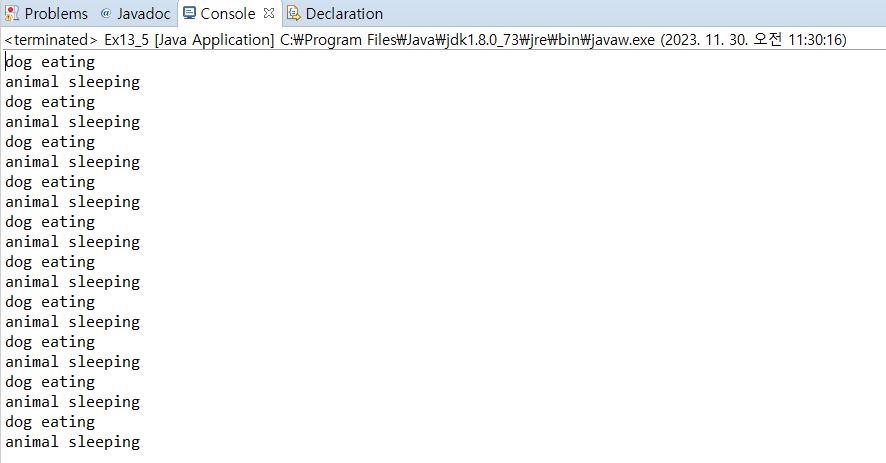 Problems @ Javadoc Console Declaration
<terminated> Ex13_5 [Java Application] C:₩Program Files₩Java₩jdk1.8.0_73₩jre₩bin₩javaw.exe (2023. 11. 30. 오전 11:30:16)
dog eating
animal sleeping
dog eating
animal sleeping
dog eating
animal sleeping
dog eating
animal sleeping
dog eating
animal sleeping
dog eating
animal sleeping
dog eating
animal sleeping
dog eating
animal sleeping
dog eating
animal sleeping
dog eating
animal sleeping